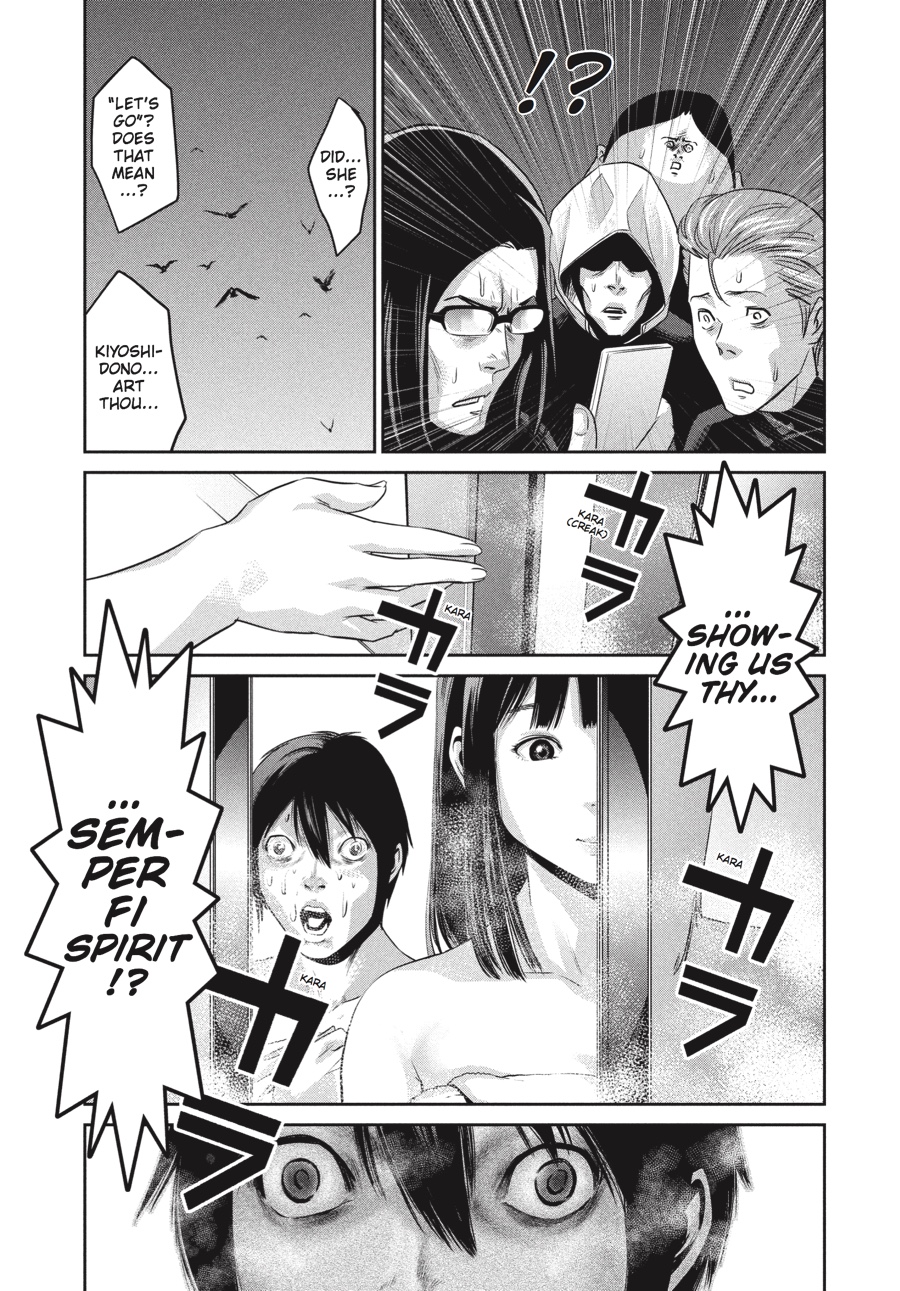 !?
DID...
SHE
...?
"LET'S
GO"?
DOES
THAT
MEAN
...?
KIYOSHI-
DONO...
ART
THOU...
...
SHOW-
ING US
THY...
カラ
KARA
(CREAK)
カラ
KARA
...
SEM-
PER
FI
SPIRIT
!?
カラ
KARA
カラ
KARA